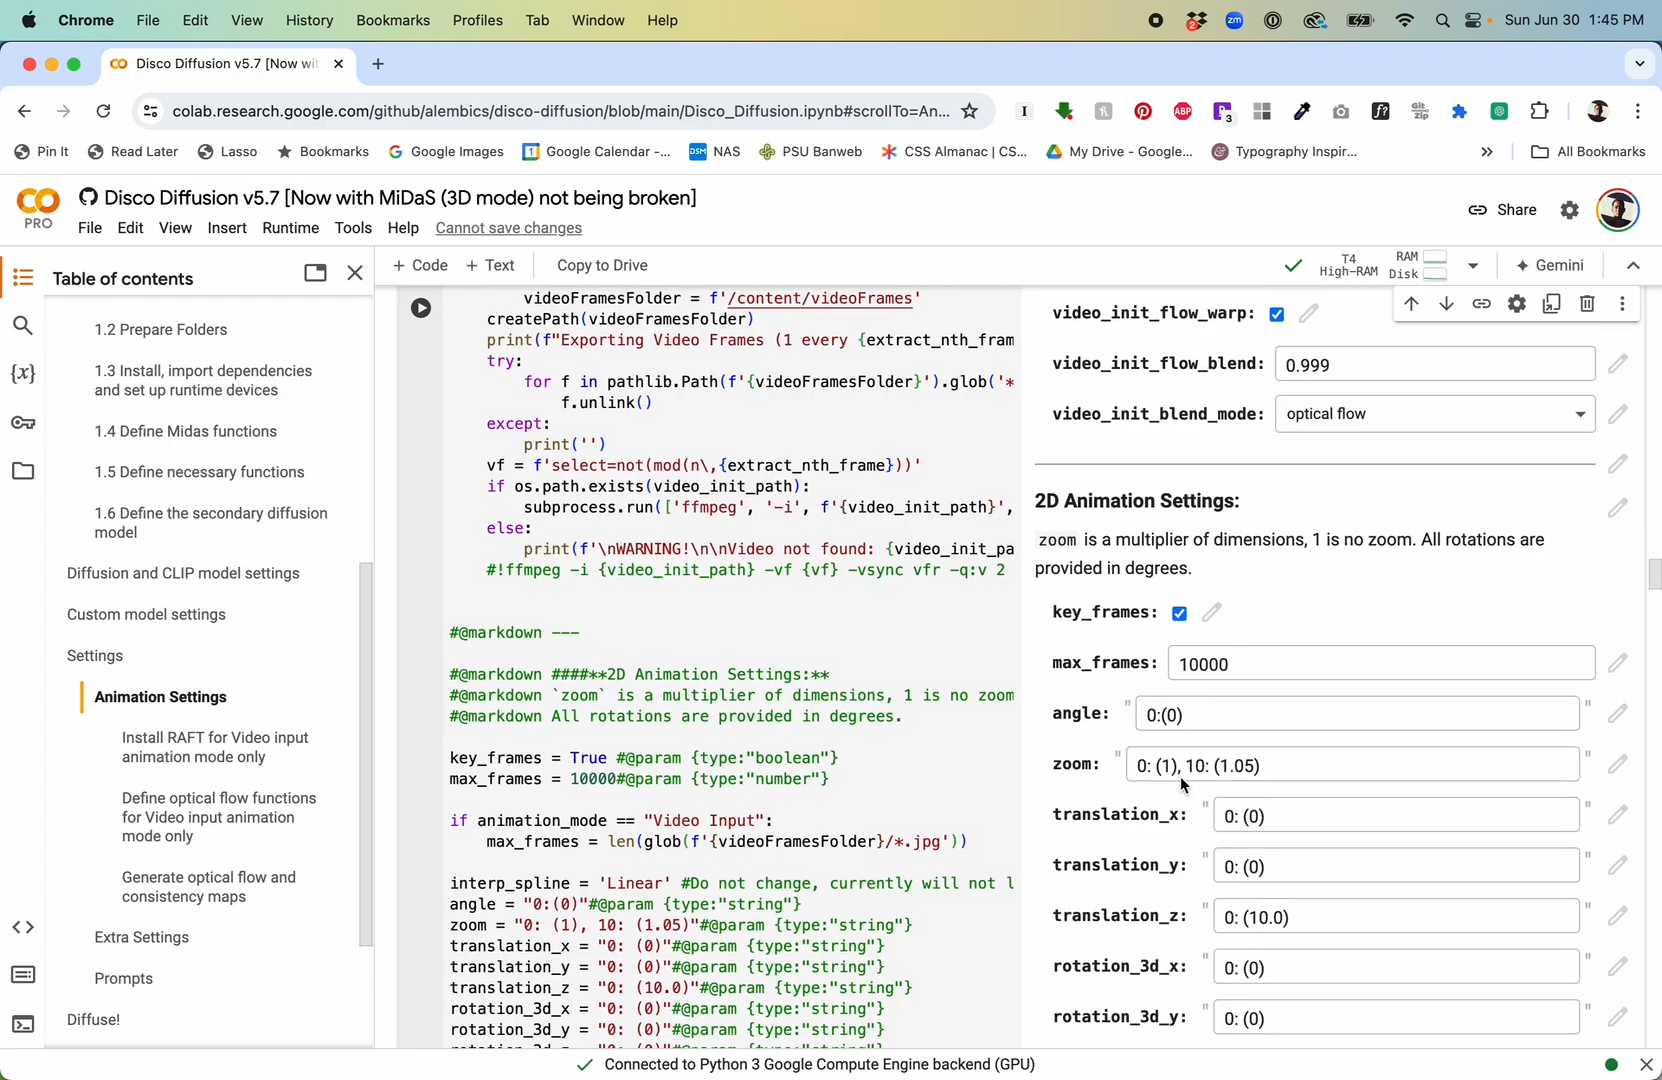 Chrome File Edit View History Bookmarks Profiles Tab Window Help
2 zm Sun Jun 30 1:45 PM
Disco Diffusion v5.7 [Now wit
colab.research.google.com/github/alembics/disco-diffusion/blob/main/Disco_Diffusion.ipynb#scrollTo=An...
ABP 3 f?
Pin It Read Later Lasso Bookmarks Google Images Google Calendar -... NAS PSU Banweb CSS Almanac | CS... My Drive - Google... Typography Inspir... » All Bookmarks
Disco Diffusion v5.7 [Now with MiDaS (3D mode) not being broken]
PRO
File Edit View Insert Runtime Tools Help Cannot save changes
Share
Table of contents
+ Code + Text Copy to Drive
T4
High-RAM
RAM
Disk
Gemini
1.2 Prepare Folders
1.3 Install, import dependencies
and set up runtime devices
1.4 Define Midas functions
1.5 Define necessary functions
1.6 Define the secondary diffusion
model
Diffusion and CLIP model settings
Custom model settings
Settings
Animation Settings
Install RAFT for Video input
animation mode only
Define optical flow functions
for Video input animation
mode only
Generate optical flow and
consistency maps
Extra Settings
Prompts
Diffuse!
videoFramesFolder = f'/content/videoFrames'
createPath(videoFramesFolder)
print(f"Exporting Video Frames (1 every {extract_nth_fram
try:
for f in pathlib.Path(f'{videoFramesFolder}').glob('*
f.unlink()
except:
print('')
vf = f'select=not(mod(n\,{extract_nth_frame}))'
if os.path.exists(video_init_path):
subprocess.run(['ffmpeg', '-i', f'{video_init_path}',
else:
print(f'\nWARNING!\n\nVideo not found: {video_init_pa
#!ffmpeg -i {video_init_path} -vf {vf} -vsync vfr -q:v 2
#@markdown ---
#@markdown ####**2D Animation Settings:**
#@markdown `zoom` is a multiplier of dimensions, 1 is no zoom
#@markdown All rotations are provided in degrees.
key_frames = True #@param {type:"boolean"}
max_frames = 10000#@param {type:"number"}
if animation_mode == "Video Input":
max_frames = len(glob(f'{videoFramesFolder}/*.jpg'))
interp_spline = 'Linear' #Do not change, currently will not l
angle = "0:(0)"#@param {type:"string"}
zoom = "0: (1), 10: (1.05)"#@param {type:"string"}
translation_x = "0: (0)"#@param {type:"string"}
translation_y = "0: (0)"#@param {type:"string"}
translation_z = "0: (10.0)"#@param {type:"string"}
rotation_3d_x = "0: (0)"#@param {type:"string"}
rotation_3d_y = "0: (0)"#@param {type:"string"}
video_init_flow_warp:
video_init_flow_blend: 0.999
video_init_blend_mode: optical flow
2D Animation Settings:
zoom is a multiplier of dimensions, 1 is no zoom. All rotations are
provided in degrees.
key_frames:
max_frames: 10000
angle: " 0:(0) "
zoom: " 0: (1), 10: (1.05) "
translation_x: " 0: (0) "
translation_y: " 0: (0) "
translation_z: " 0: (10.0) "
rotation_3d_x: " 0: (0) "
rotation_3d_y: " 0: (0) "
Connected to Python 3 Google Compute Engine backend (GPU)